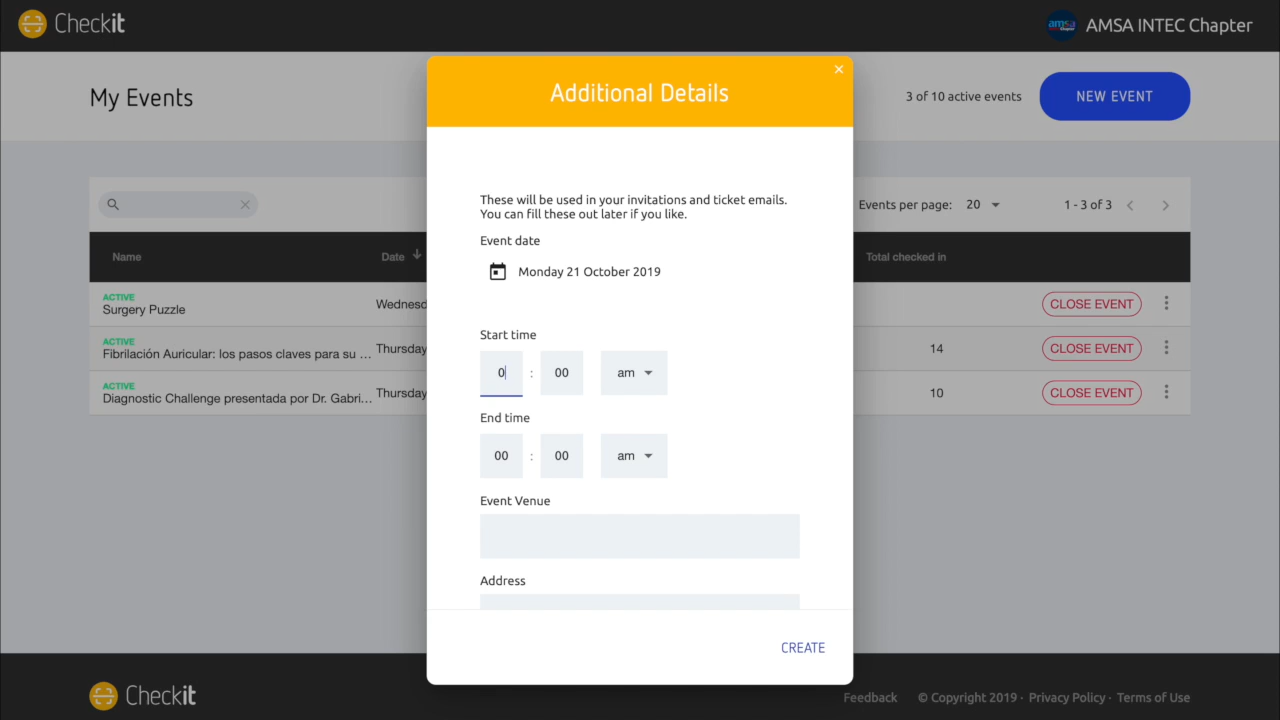 Checkit
amsa
AMSA INTEC Chapter
My Events
3 of 10 active events
NEW EVENT
Additional Details
These will be used in your invitations and ticket emails.
You can fill these out later if you like.
Event date
Monday 21 October 2019
Start time
0 : 00 am
End time
00 : 00 am
Event Venue
Address
CREATE
Events per page: 20
1 - 3 of 3
Name Date Total checked in
ACTIVE
Surgery Puzzle Wednesd CLOSE EVENT
ACTIVE
Fibrilación Auricular: los pasos claves para su ... Thursday 14 CLOSE EVENT
ACTIVE
Diagnostic Challenge presentada por Dr. Gabri... Thursday 10 CLOSE EVENT
Checkit
Feedback © Copyright 2019 · Privacy Policy · Terms of Use